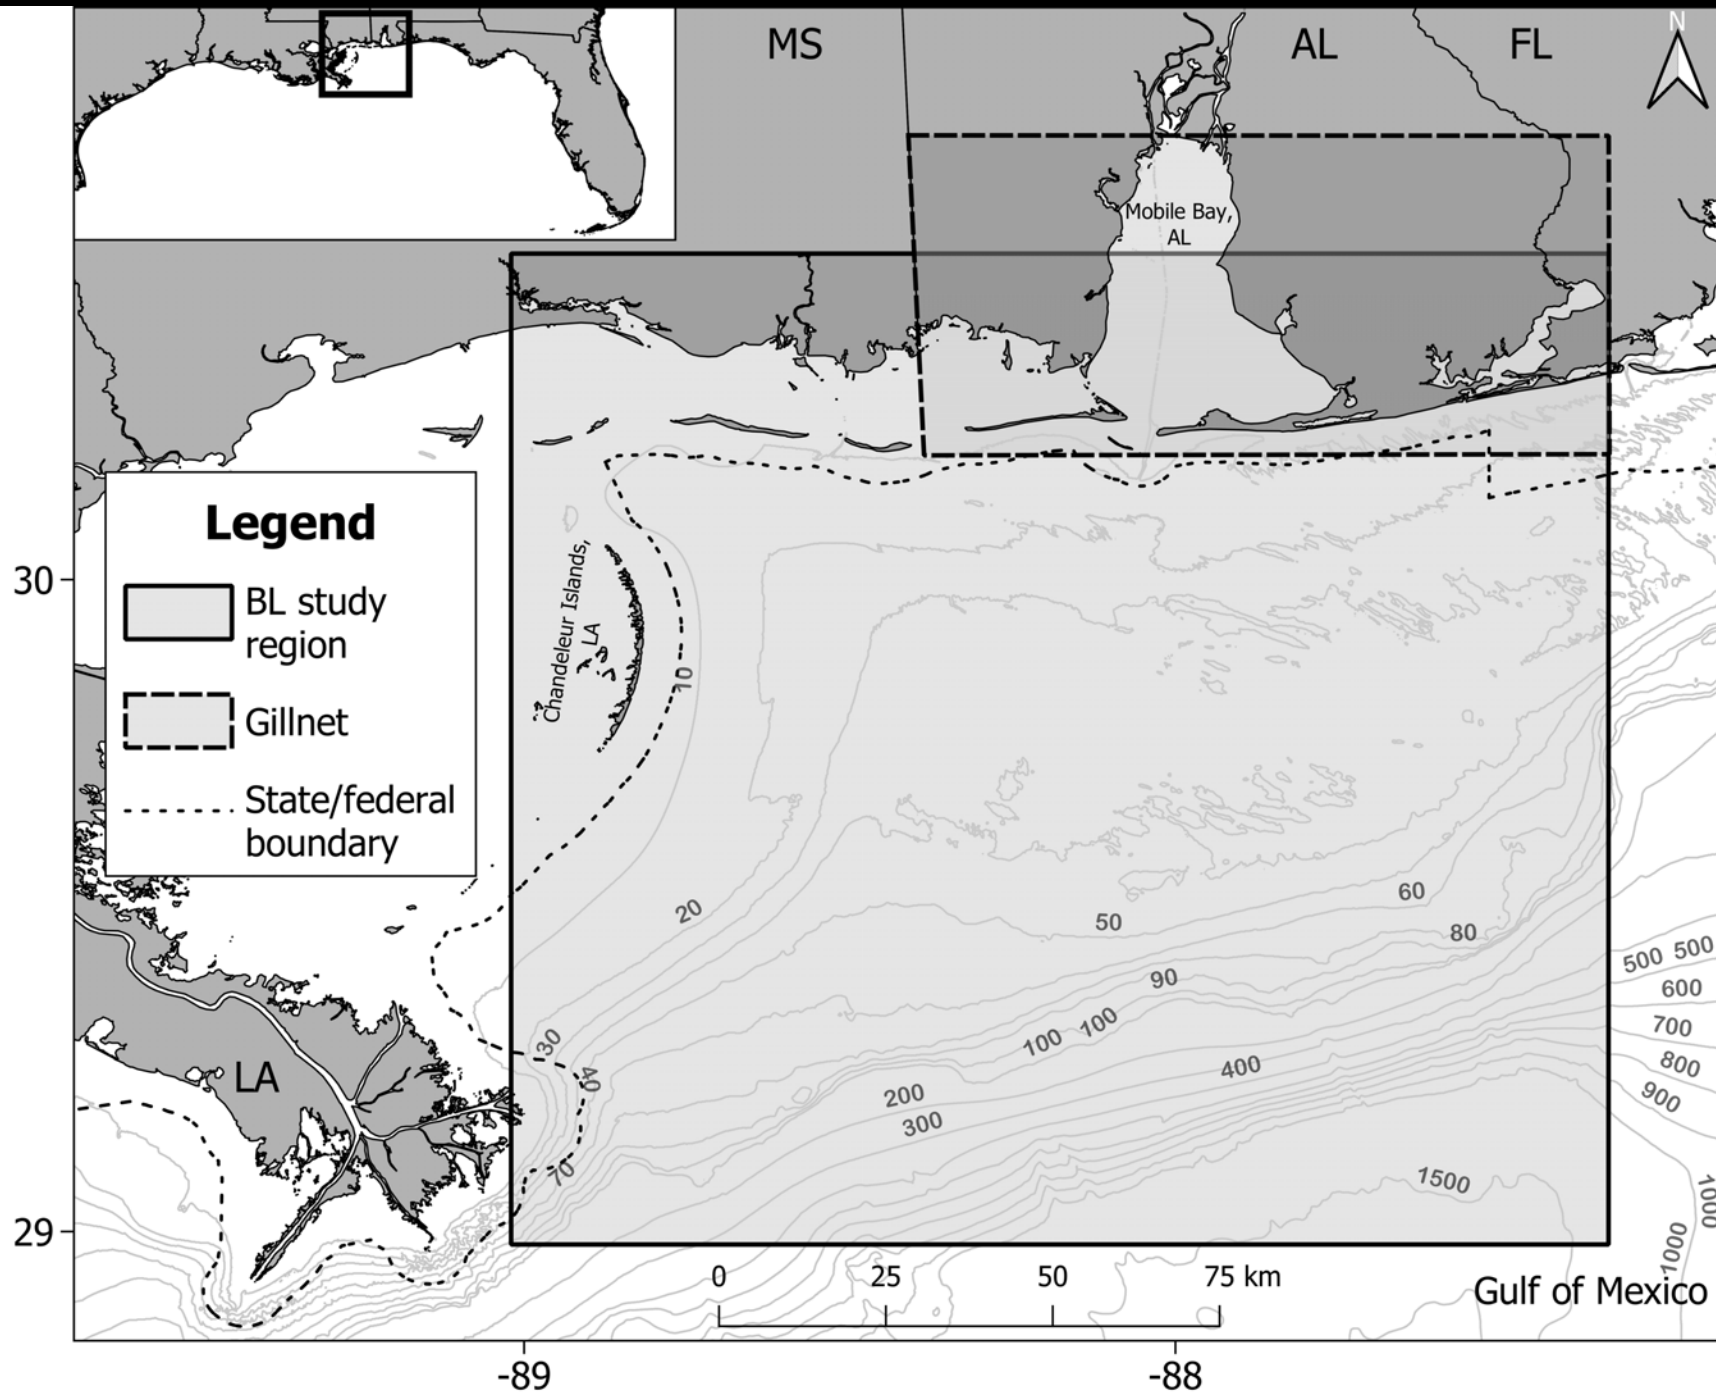 MS
AL
FL
N
Mobile Bay,
AL
Legend
BL study
region
Gillnet
State/federal
boundary
Chandeleur Islands,
LA
10
20
30
40
50
60
70
80
90
100
100
200
300
400
500
500
600
700
800
900
1000
1000
1500
LA
30
29
0
25
50
75 km
Gulf of Mexico
-89
-88